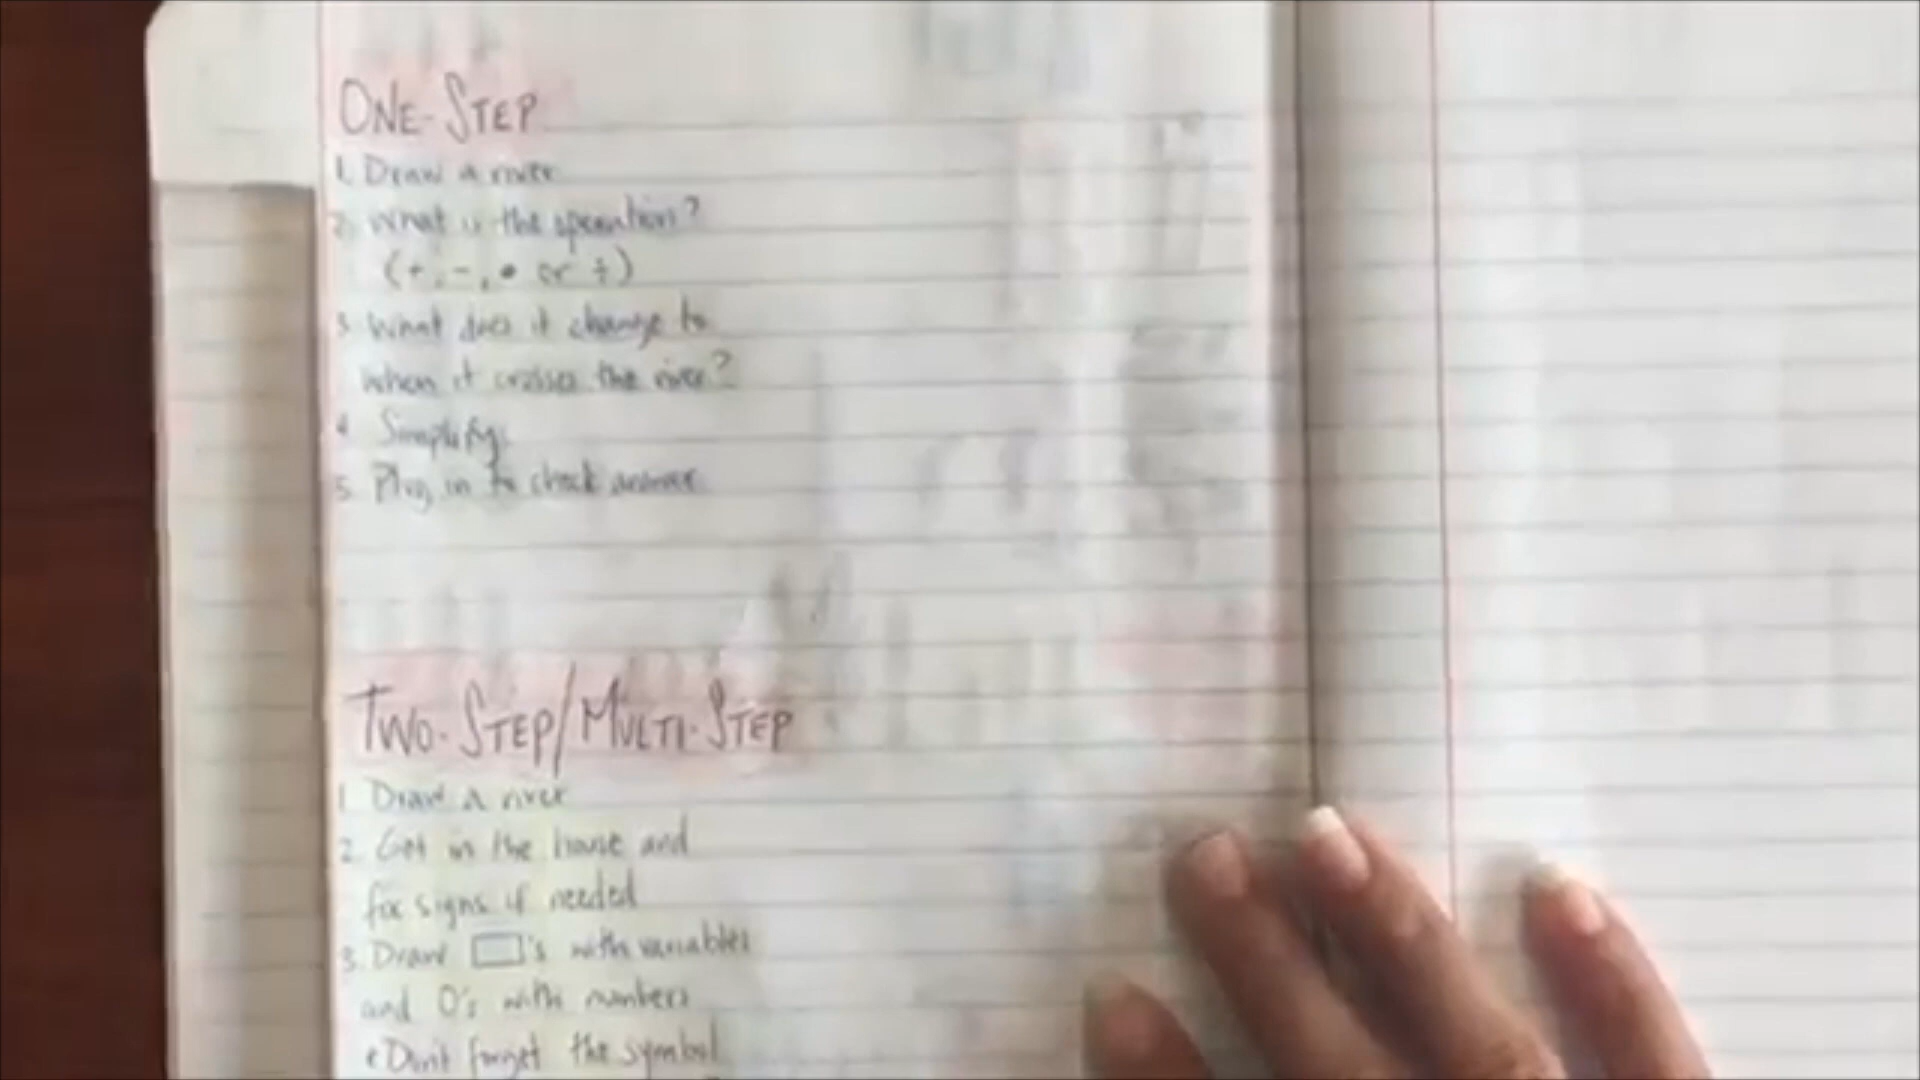 ONE-STEP
1. Draw a river
2. What is the operation?
(+, -, • or ÷)
3. What does it change to
when it crosses the river?
4. Simplify
5. Plug in to check answer
TWO-STEP/MULTI-STEP
1. Draw a river
2. Get in the house and
fix signs if needed
3. Draw □'s with variables
and O's with numbers
Don't forget the symbol